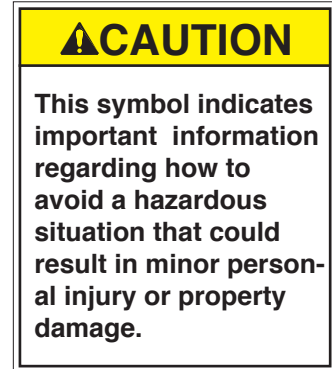 CAUTION
This symbol indicates
important information
regarding how to
avoid a hazardous
situation that could
result in minor person-
al injury or property
damage.